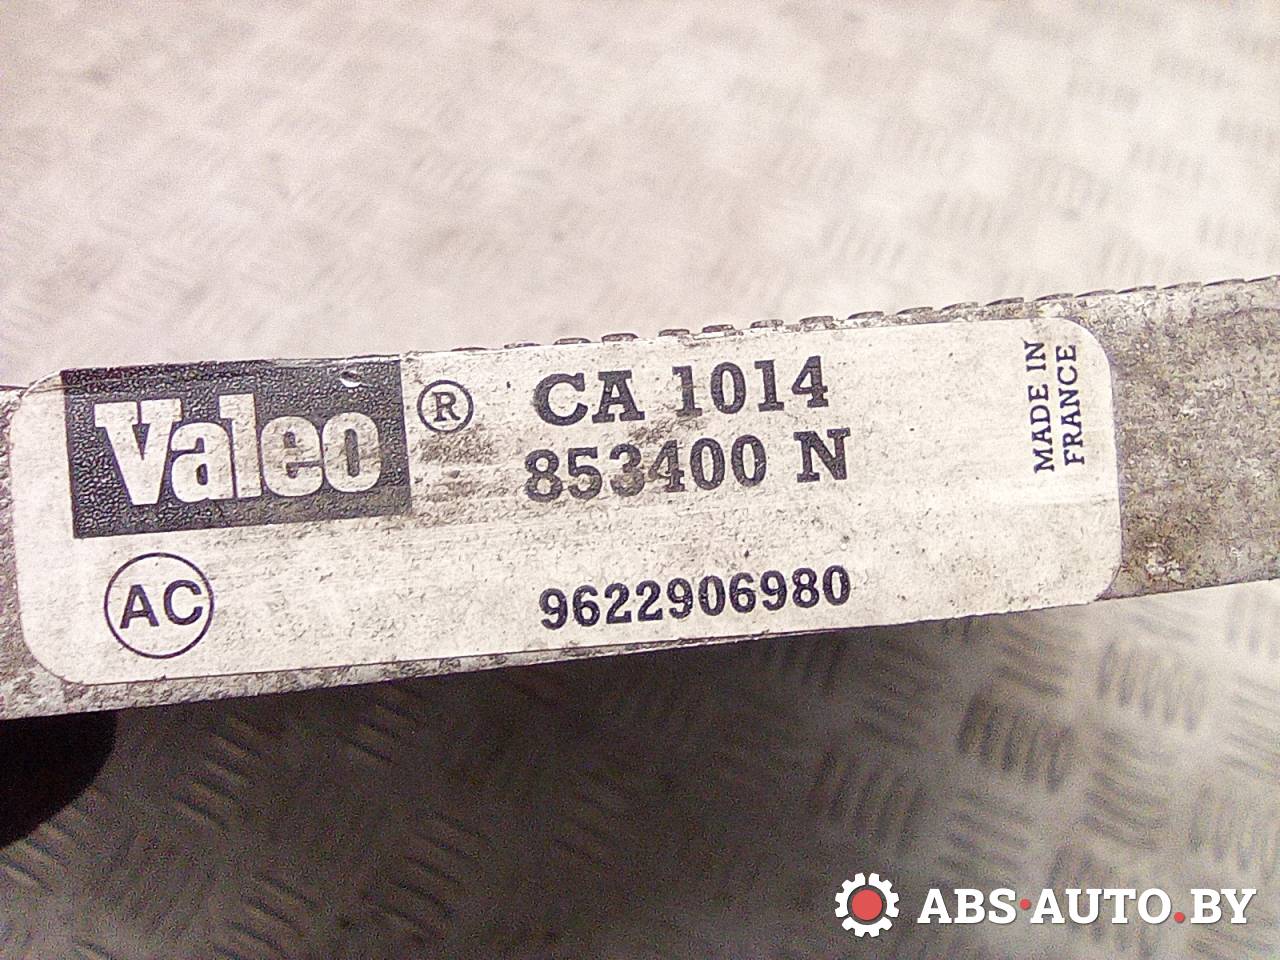 Valeo ® CA 1014
853400 N
MADE IN
FRANCE
AC
9622906980
ABS·AUTO.BY